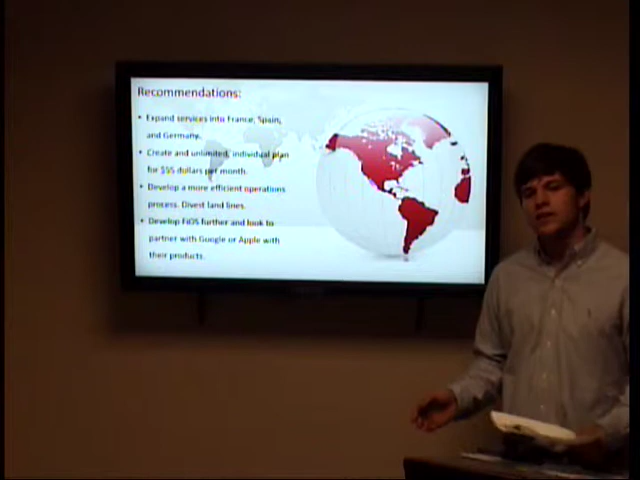 Recommendations:
• Expand services into France, Spain,
and Germany.
• Create and unlimited, individual plan
for $95 dollars per month.
• Develop a more efficient operations
process. Divest land lines.
• Develop FiOS further and look to
partner with Google or Apple with
their products.